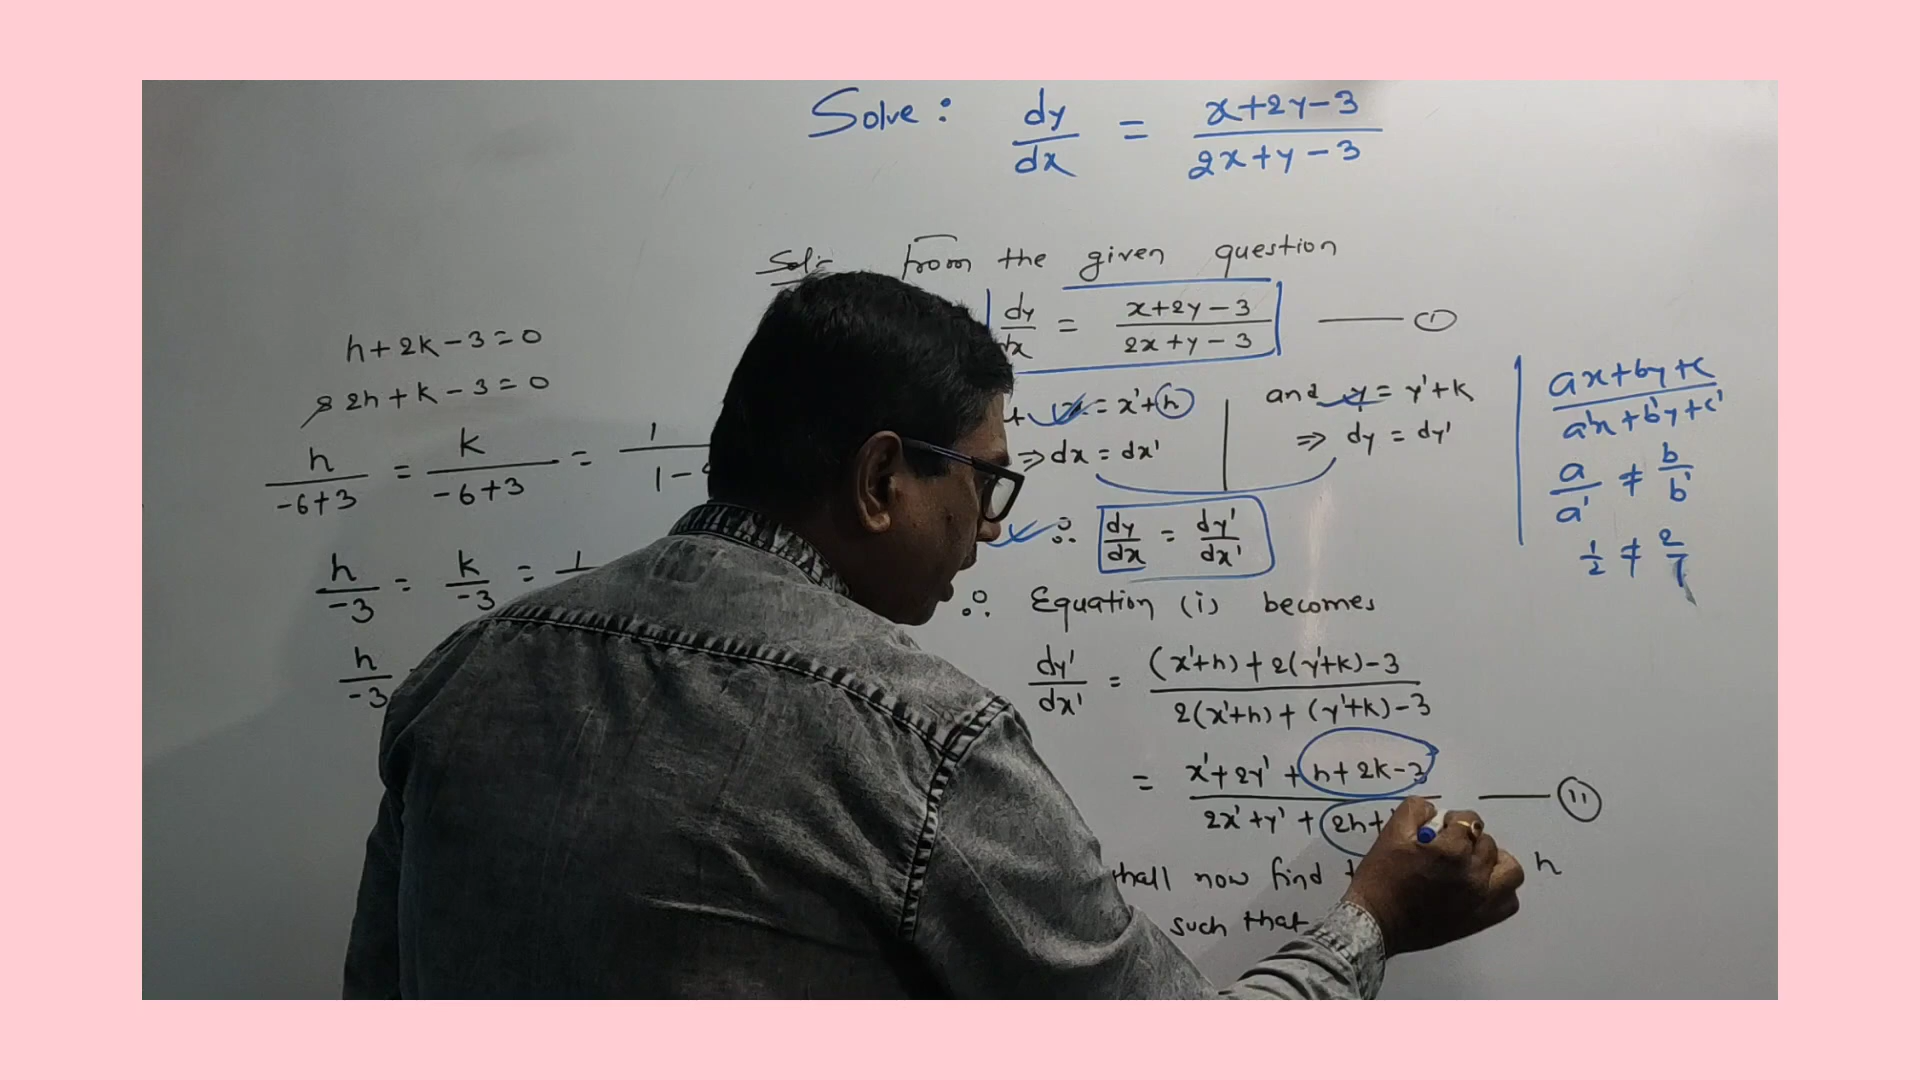 Solve : dy/dx = x+2y-3 / 2x+y-3
Sol:- From the given question
dy/dx = x+2y-3 / 2x+y-3 —— (i)
x = x'+h and y = y'+k
⇒ dx = dx' ⇒ dy = dy'
∴ dy/dx = dy'/dx'
∴ Equation (i) becomes
dy'/dx' = (x'+h)+2(y'+k)-3 / 2(x'+h)+(y'+k)-3
= x'+2y'+h+2k-3 / 2x'+y'+2h+ —— (ii)
now find h
such that
h+2k-3=0
& 2h+k-3=0
h/-6+3 = k/-6+3 = 1/1-
h/-3 = k/-3 = 1
h/-3
ax+by+c / a'x+b'y+c'
a/a' ≠ b/b'
1/2 ≠ 2/1